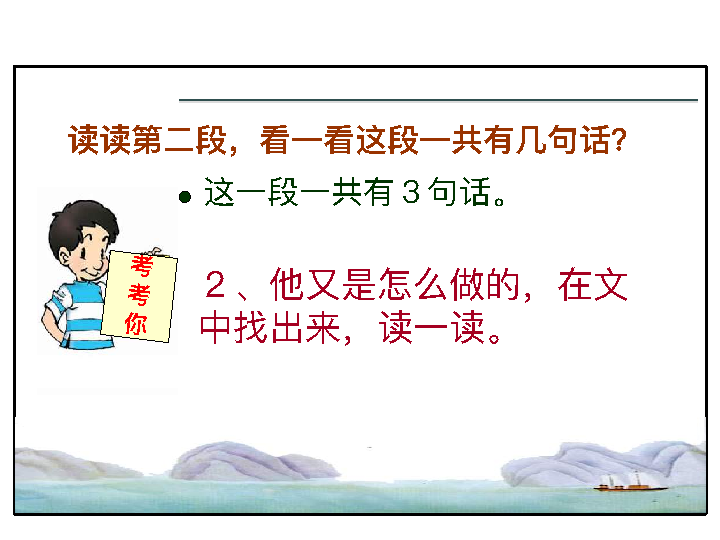 读读第二段，看一看这段一共有几句话？
●这一段一共有３句话。
考
考
你
２、他又是怎么做的，在文
中找出来，读一读。